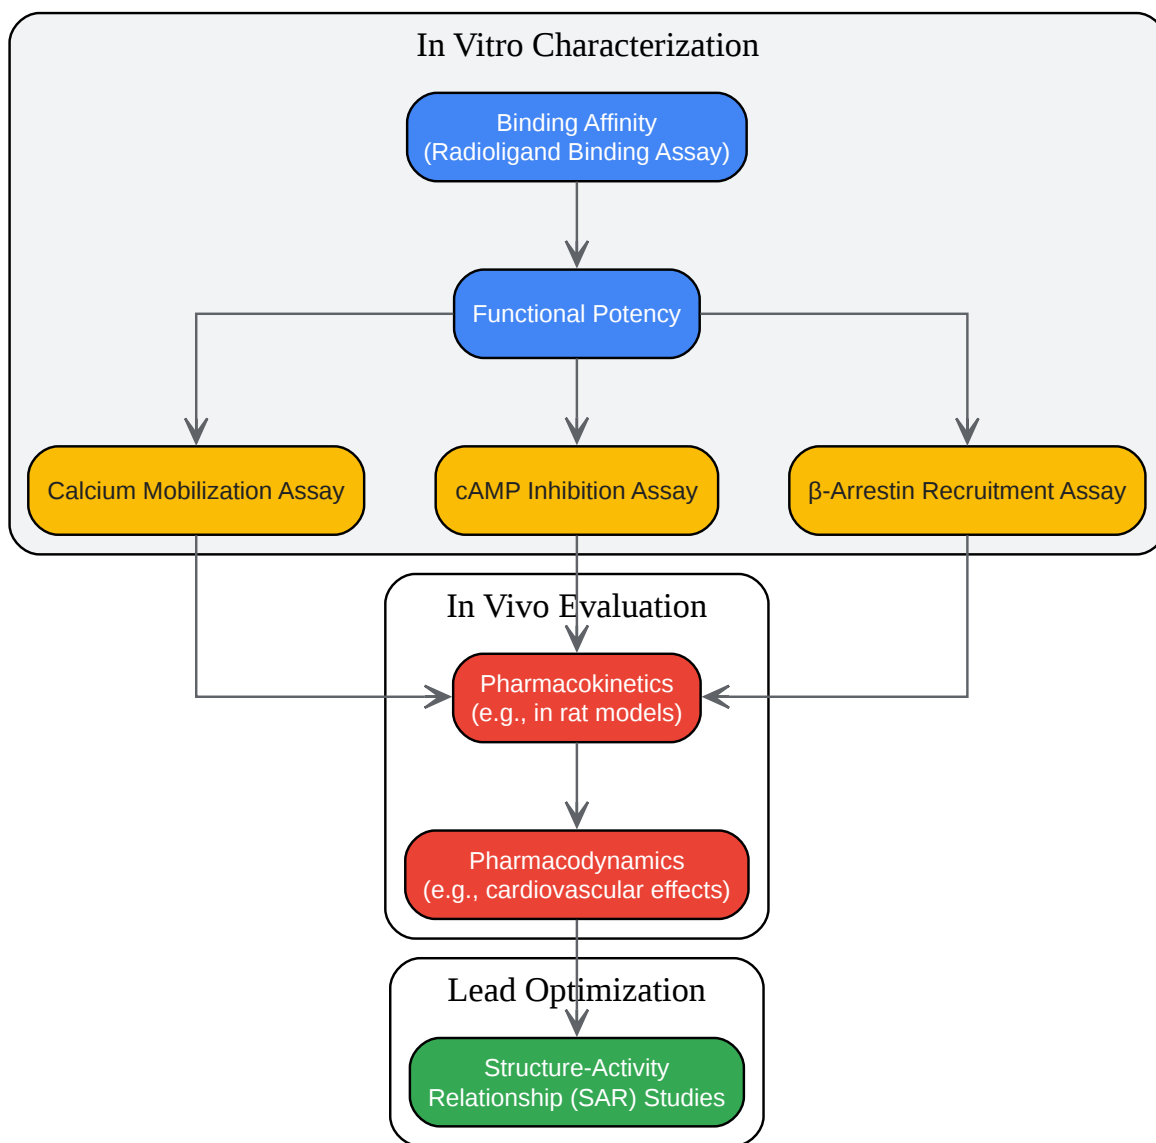 In Vitro Characterization
Binding Affinity
(Radioligand Binding Assay)
Functional Potency
Calcium Mobilization Assay
cAMP Inhibition Assay
β-Arrestin Recruitment Assay
In Vivo Evaluation
Pharmacokinetics
(e.g., in rat models)
Pharmacodynamics
(e.g., cardiovascular effects)
Lead Optimization
Structure-Activity
Relationship (SAR) Studies